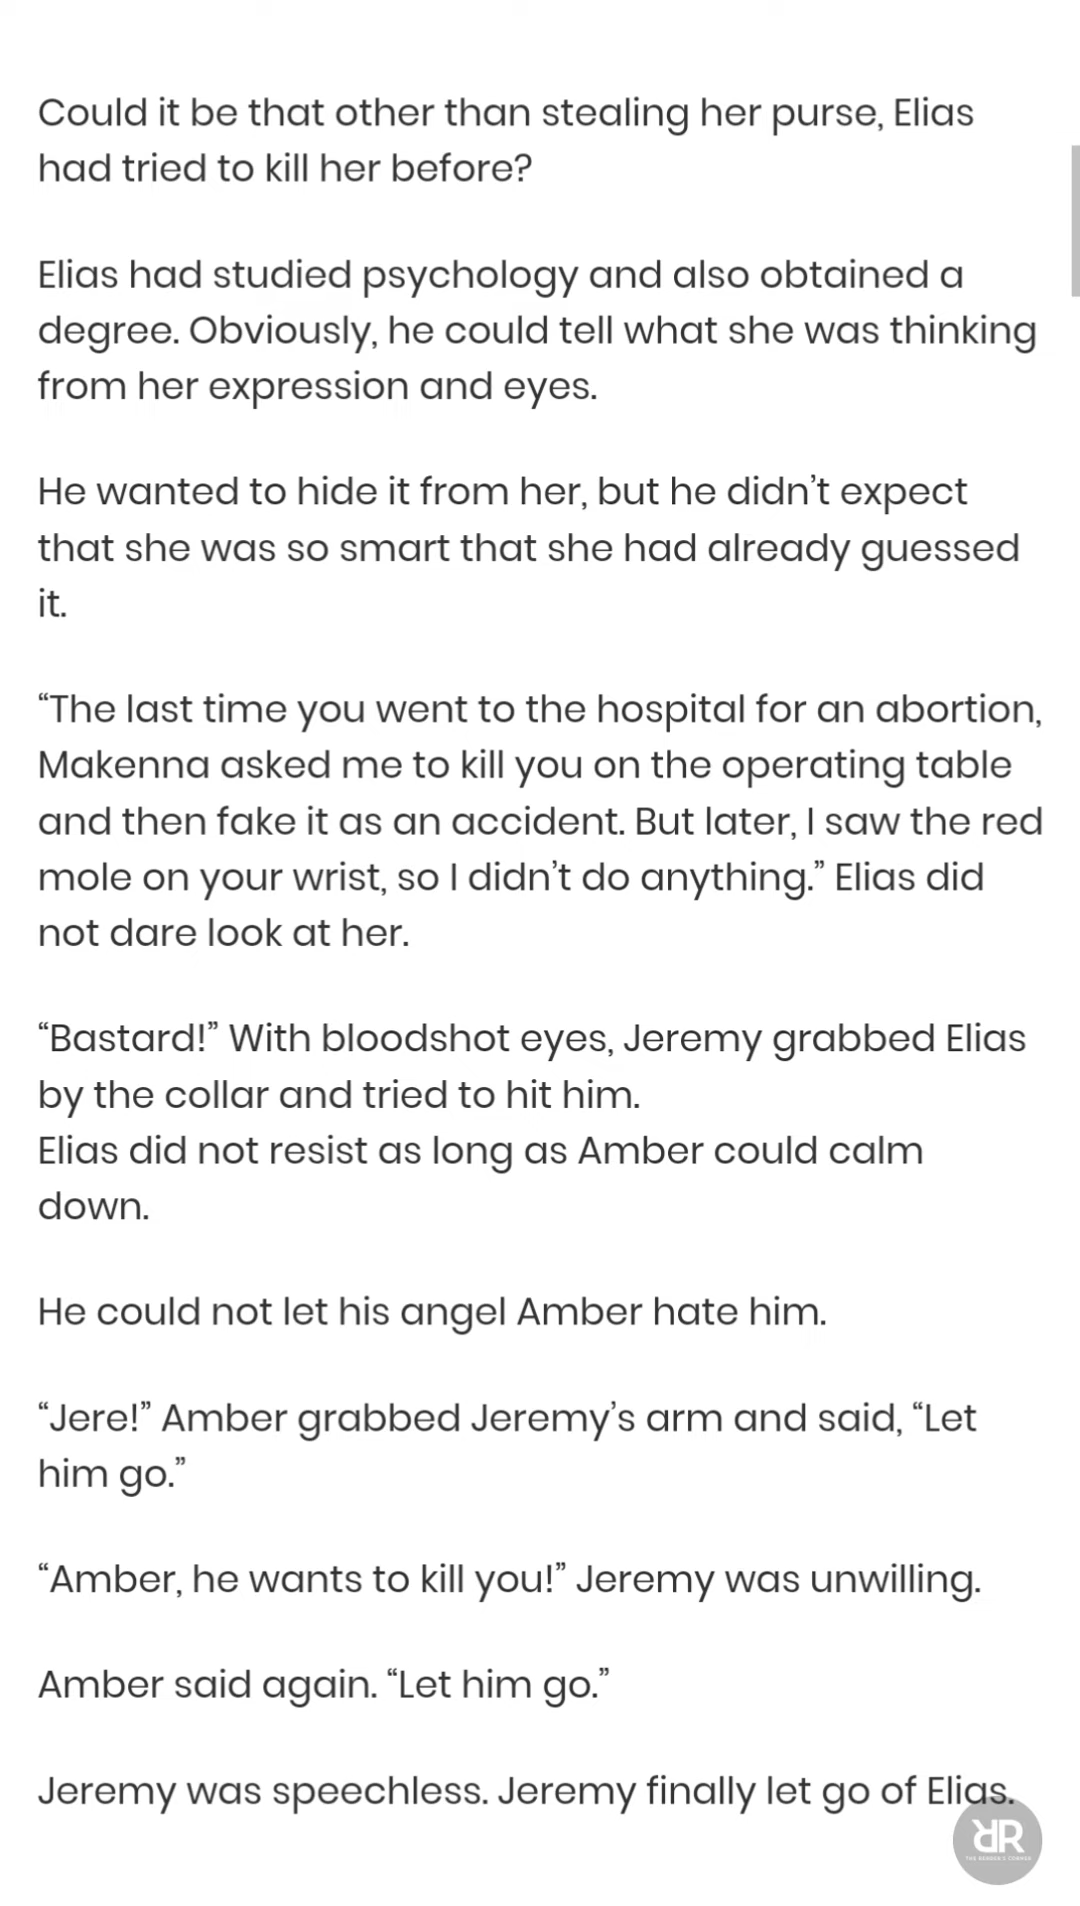 Could it be that other than stealing her purse, Elias
had tried to kill her before?
Elias had studied psychology and also obtained a
degree. Obviously, he could tell what she was thinking
from her expression and eyes.
He wanted to hide it from her, but he didn’t expect
that she was so smart that she had already guessed
it.
“The last time you went to the hospital for an abortion,
Makenna asked me to kill you on the operating table
and then fake it as an accident. But later, I saw the red
mole on your wrist, so I didn’t do anything.” Elias did
not dare look at her.
“Bastard!” With bloodshot eyes, Jeremy grabbed Elias
by the collar and tried to hit him.
Elias did not resist as long as Amber could calm
down.
He could not let his angel Amber hate him.
“Jere!” Amber grabbed Jeremy’s arm and said, “Let
him go.”
“Amber, he wants to kill you!” Jeremy was unwilling.
Amber said again. “Let him go.”
Jeremy was speechless. Jeremy finally let go of Elias.
RR
THE READER'S CORNER